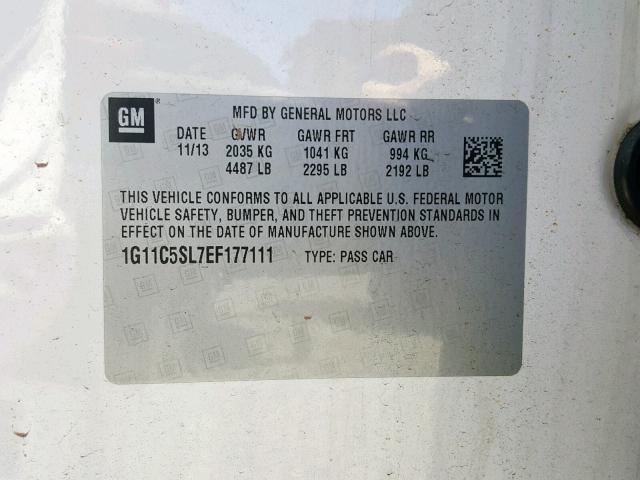 GM ® MFD BY GENERAL MOTORS LLC
DATE GVWR GAWR FRT GAWR RR
11/13 2035 KG 1041 KG 994 KG
4487 LB 2295 LB 2192 LB
THIS VEHICLE CONFORMS TO ALL APPLICABLE U.S. FEDERAL MOTOR
VEHICLE SAFETY, BUMPER, AND THEFT PREVENTION STANDARDS IN
EFFECT ON THE DATE OF MANUFACTURE SHOWN ABOVE.
1G11C5SL7EF177111 TYPE: PASS CAR